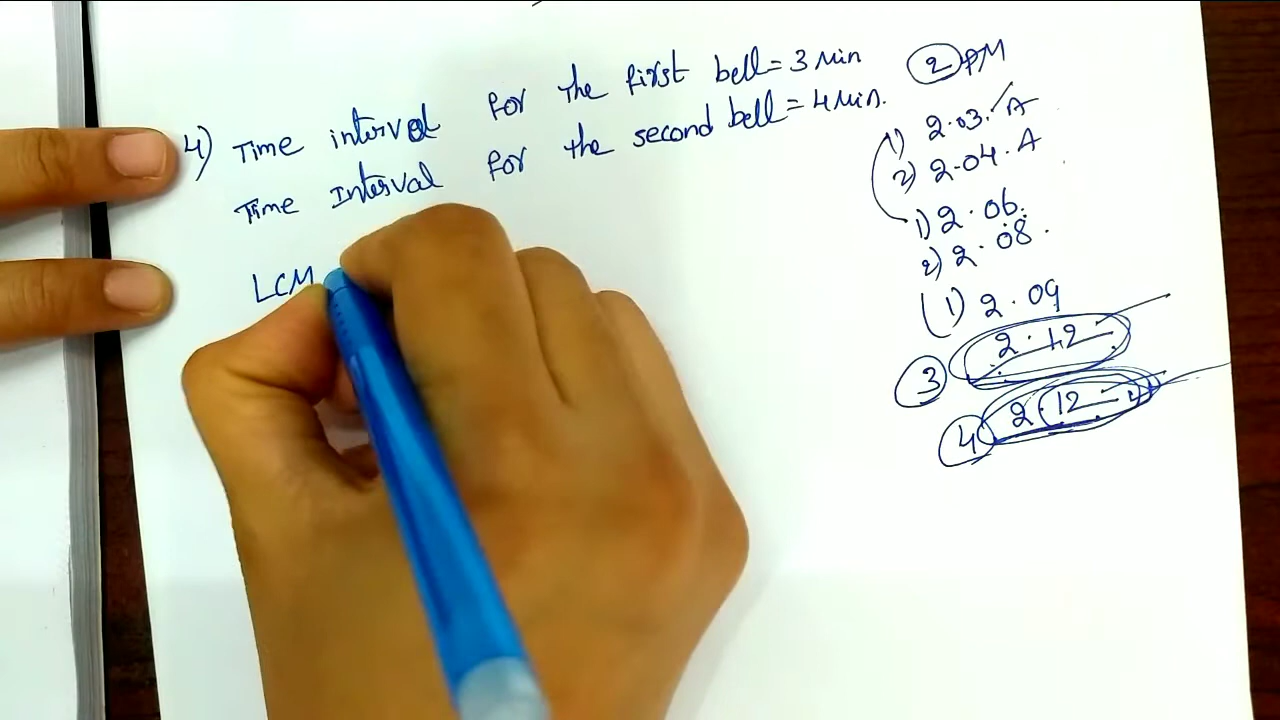 4) Time interval for the first bell = 3 Min
Time Interval for the second bell = 4 Min.
LCM
2 PM
1) 2.03. A
2) 2.04. A
1) 2.06.
2) 2.08.
(1) 2.09
3 2.12
4 2.12